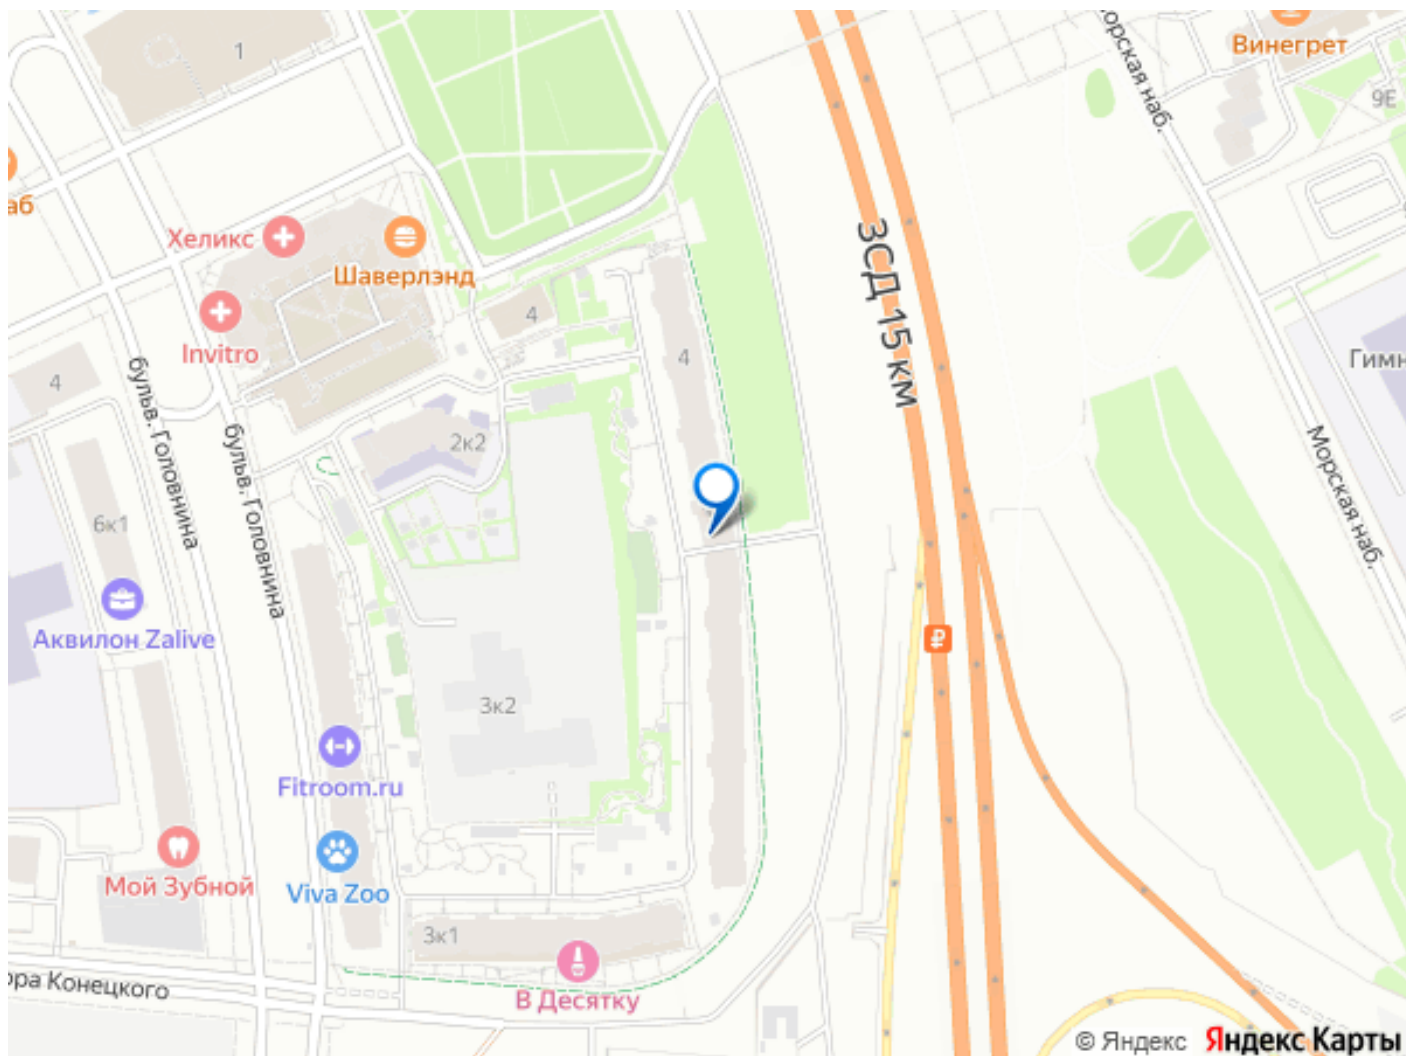 1
Винегрет
орская наб.
9Е
аб
Хеликс
Шаверлэнд
ЗСД 15 км
Invitro
4
4
4
Гимн
бульв. Головнина
бульв. Головнина
2к2
Морская наб.
6к1
Аквилон Zalive
3к2
Fitroom.ru
Мой Зубной
Viva Zoo
3к1
ора Конецкого
В Десятку
© Яндекс Яндекс Карты